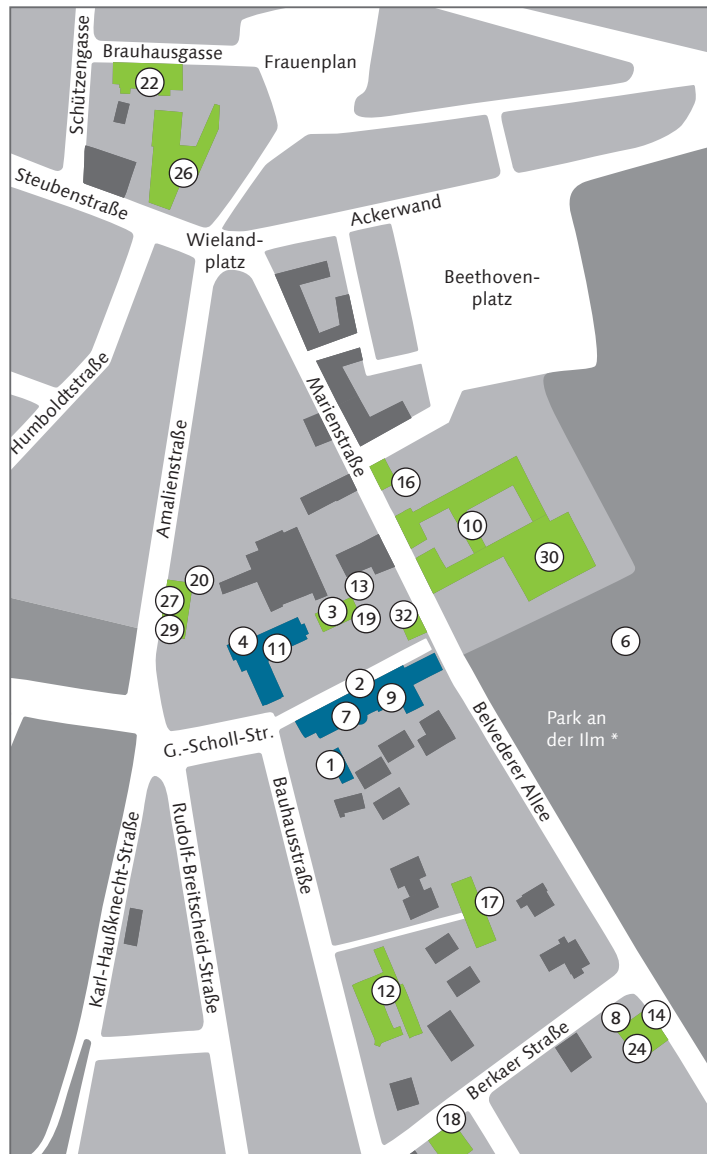 Brauhausgasse
Frauenplan
Schützengasse
22
26
Steubenstraße
Ackerwand
Wieland-
platz
Beethoven-
platz
Humboldtstraße
Marienstraße
Amalienstraße
16
10
30
20
13
27
3
19
32
29
4
11
6
2
9
7
Park an
der Ilm *
G.-Scholl-Str.
1
Belvederer Allee
Bauhausstraße
Rudolf-Breitscheid-Straße
Karl-Haußknecht-Straße
17
12
8
14
24
Berkaer Straße
18